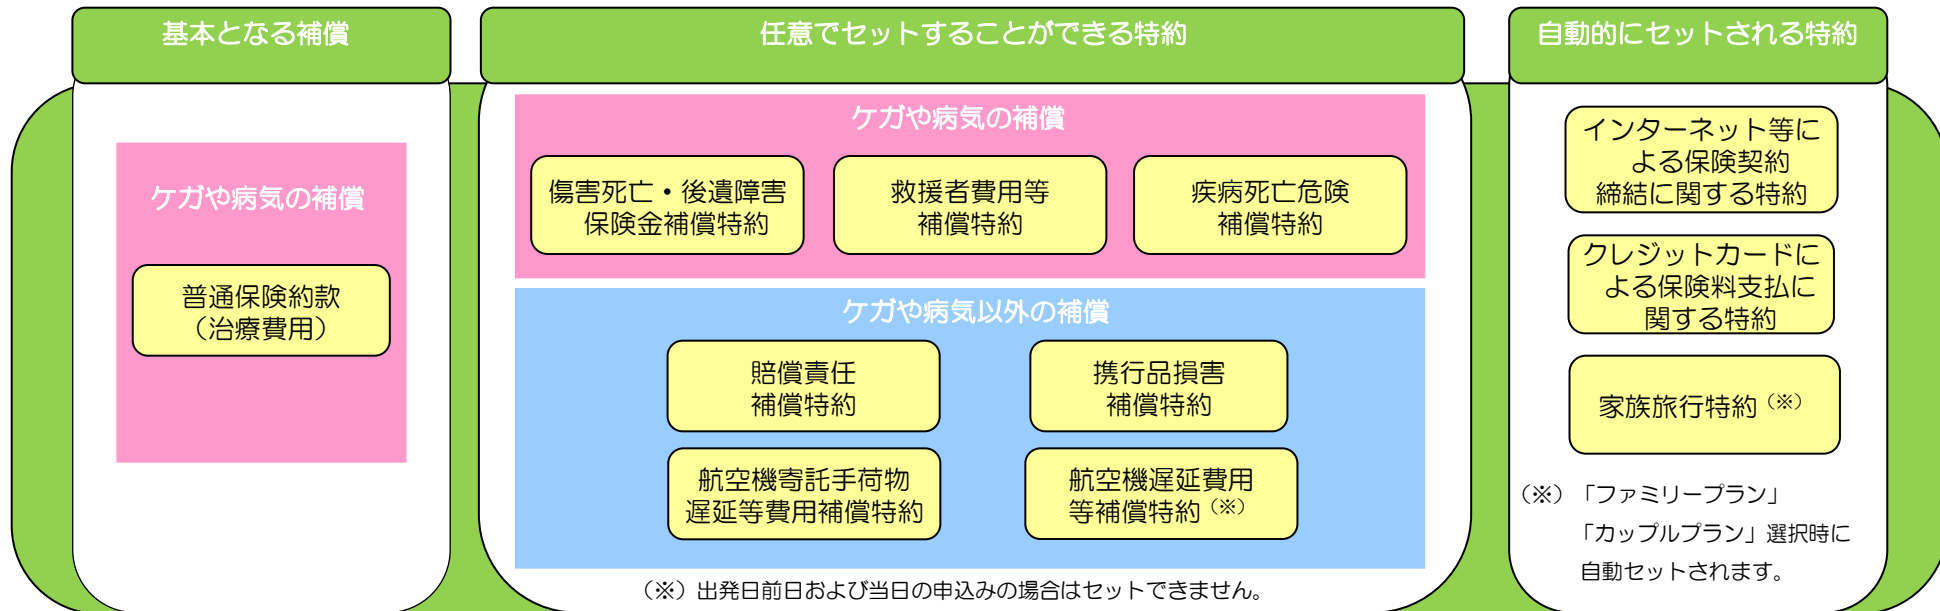 基本となる補償
ケガや病気の補償
普通保険約款
（治療費用）
任意でセットすることができる特約
ケガや病気の補償
傷害死亡・後遺障害
保険金補償特約
救援者費用等
補償特約
疾病死亡危険
補償特約
ケガや病気以外の補償
賠償責任
補償特約
携行品損害
補償特約
航空機寄託手荷物
遅延等費用補償特約
航空機遅延費用
等補償特約（※）
（※）出発日前日および当日の申込みの場合はセットできません。
自動的にセットされる特約
インターネット等に
よる保険契約
締結に関する特約
クレジットカードに
よる保険料支払に
関する特約
家族旅行特約（※）
（※）「ファミリープラン」
「カップルプラン」選択時に
自動セットされます。